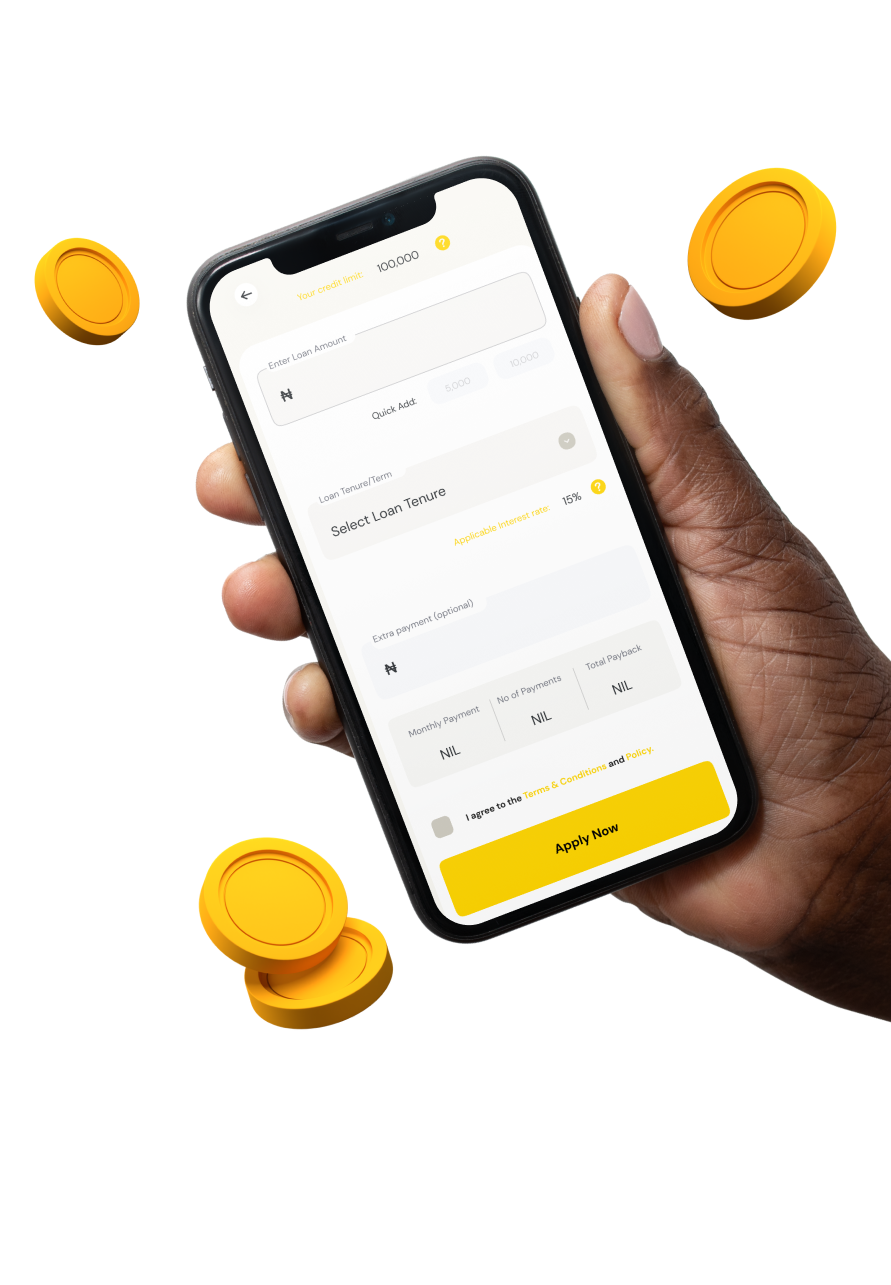 Your credit limit: 100,000 ?
Enter Loan Amount
₦
Quick Add: 5,000 10,000
Loan Tenure/Term
Select Loan Tenure
Applicable Interest rate: 15% ?
Extra payment (optional)
₦
Monthly Payment No of Payments Total Payback
NIL NIL NIL
I agree to the Terms & Conditions and Policy.
Apply Now